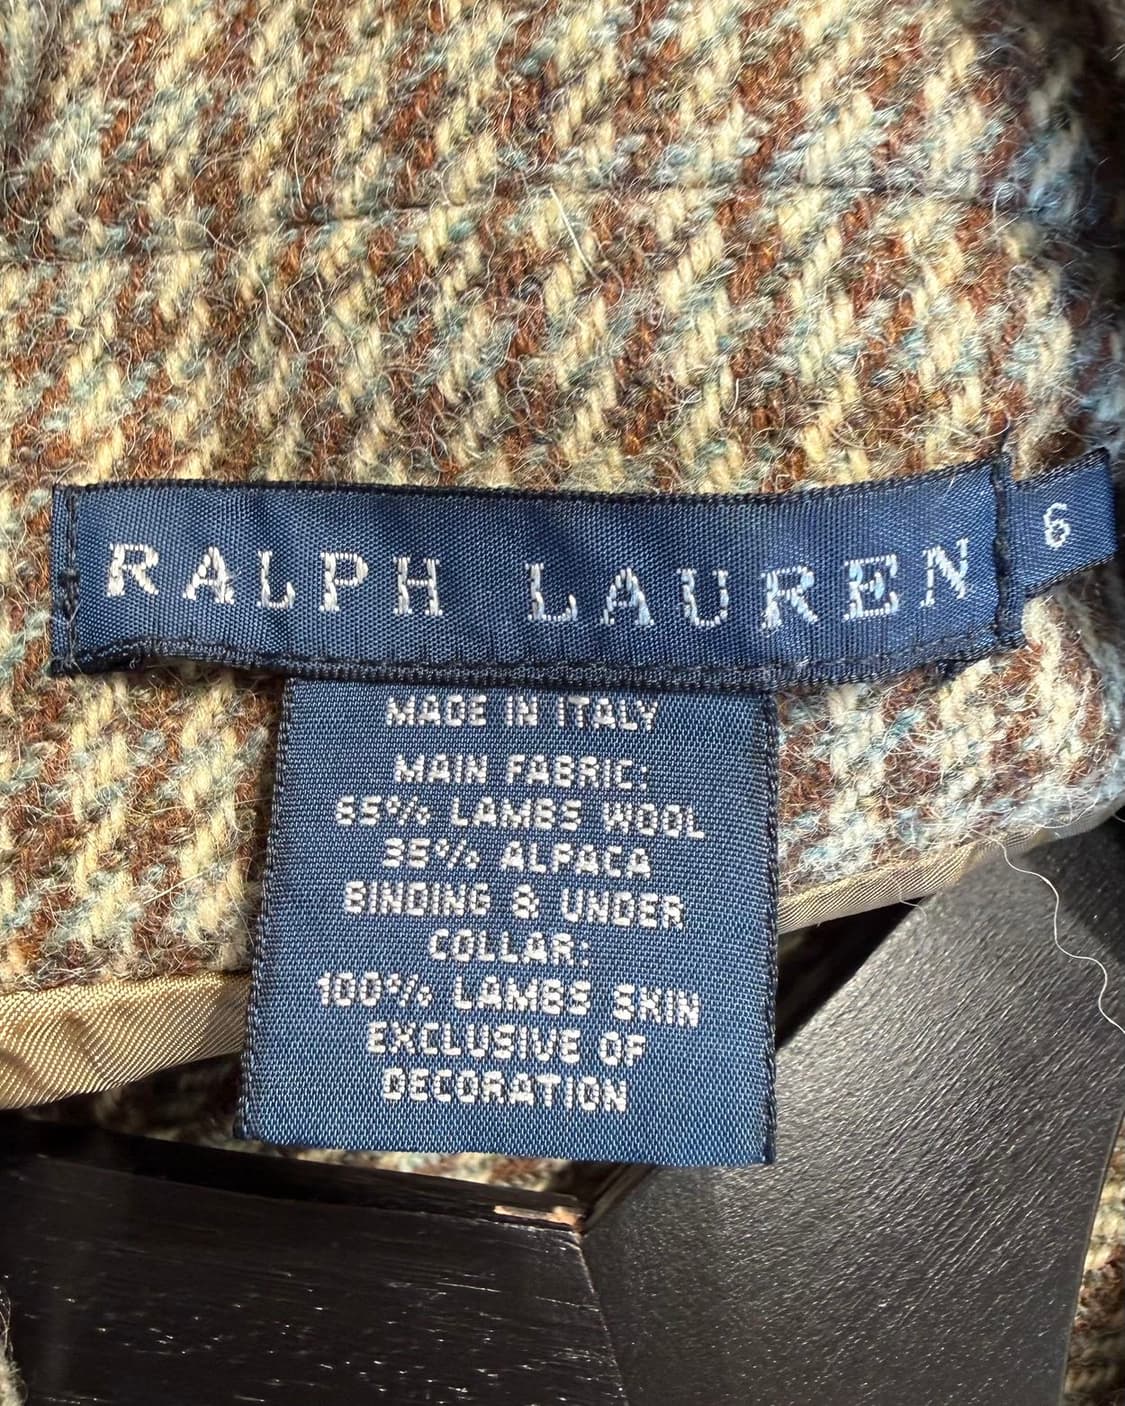 RALPH LAUREN
6
MADE IN ITALY
MAIN FABRIC:
65% LAMBS WOOL
35% ALPACA
BINDING & UNDER
COLLAR:
100% LAMBS SKIN
EXCLUSIVE OF
DECORATION